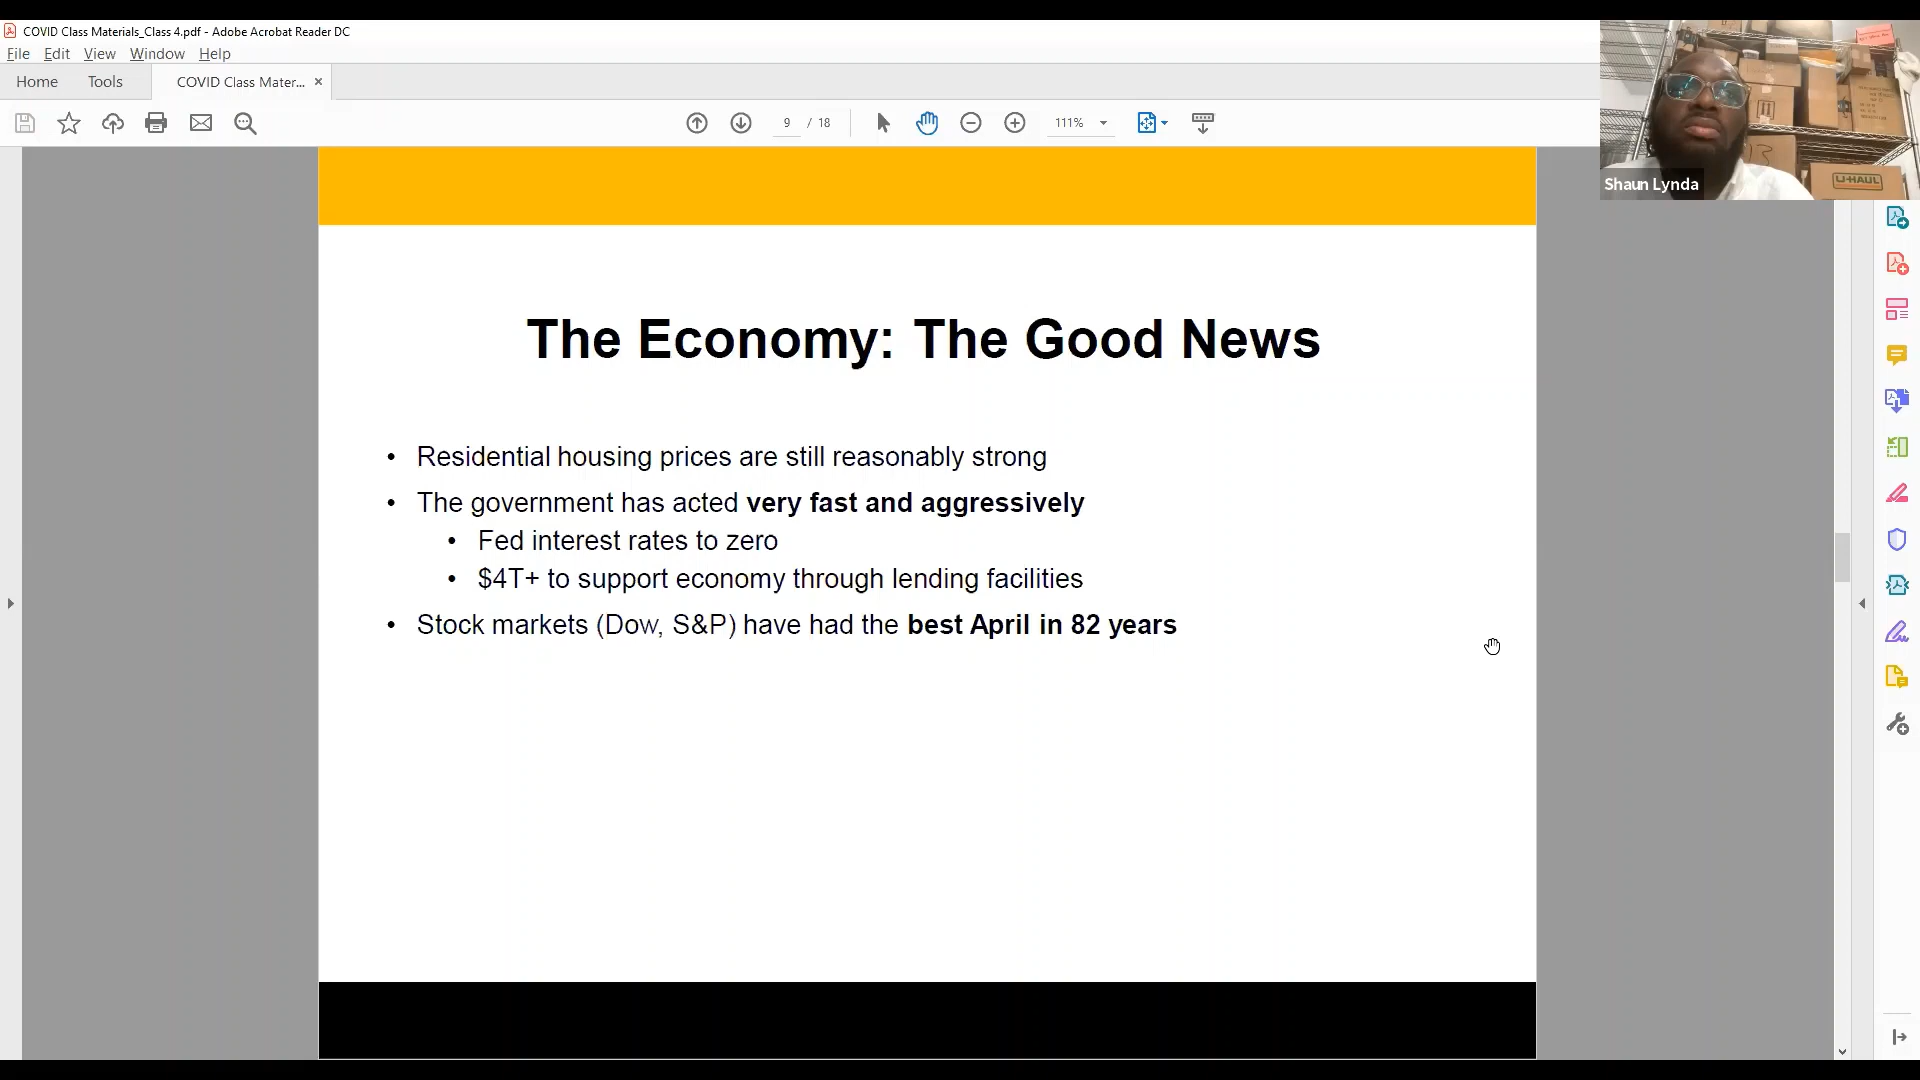 COVID Class Materials_Class 4.pdf - Adobe Acrobat Reader DC
File Edit View Window Help
Home Tools COVID Class Mater... ×
9 / 18 111%
Shaun Lynda
U-HAUL
13
The Economy: The Good News
• Residential housing prices are still reasonably strong
• The government has acted very fast and aggressively
• Fed interest rates to zero
• $4T+ to support economy through lending facilities
• Stock markets (Dow, S&P) have had the best April in 82 years